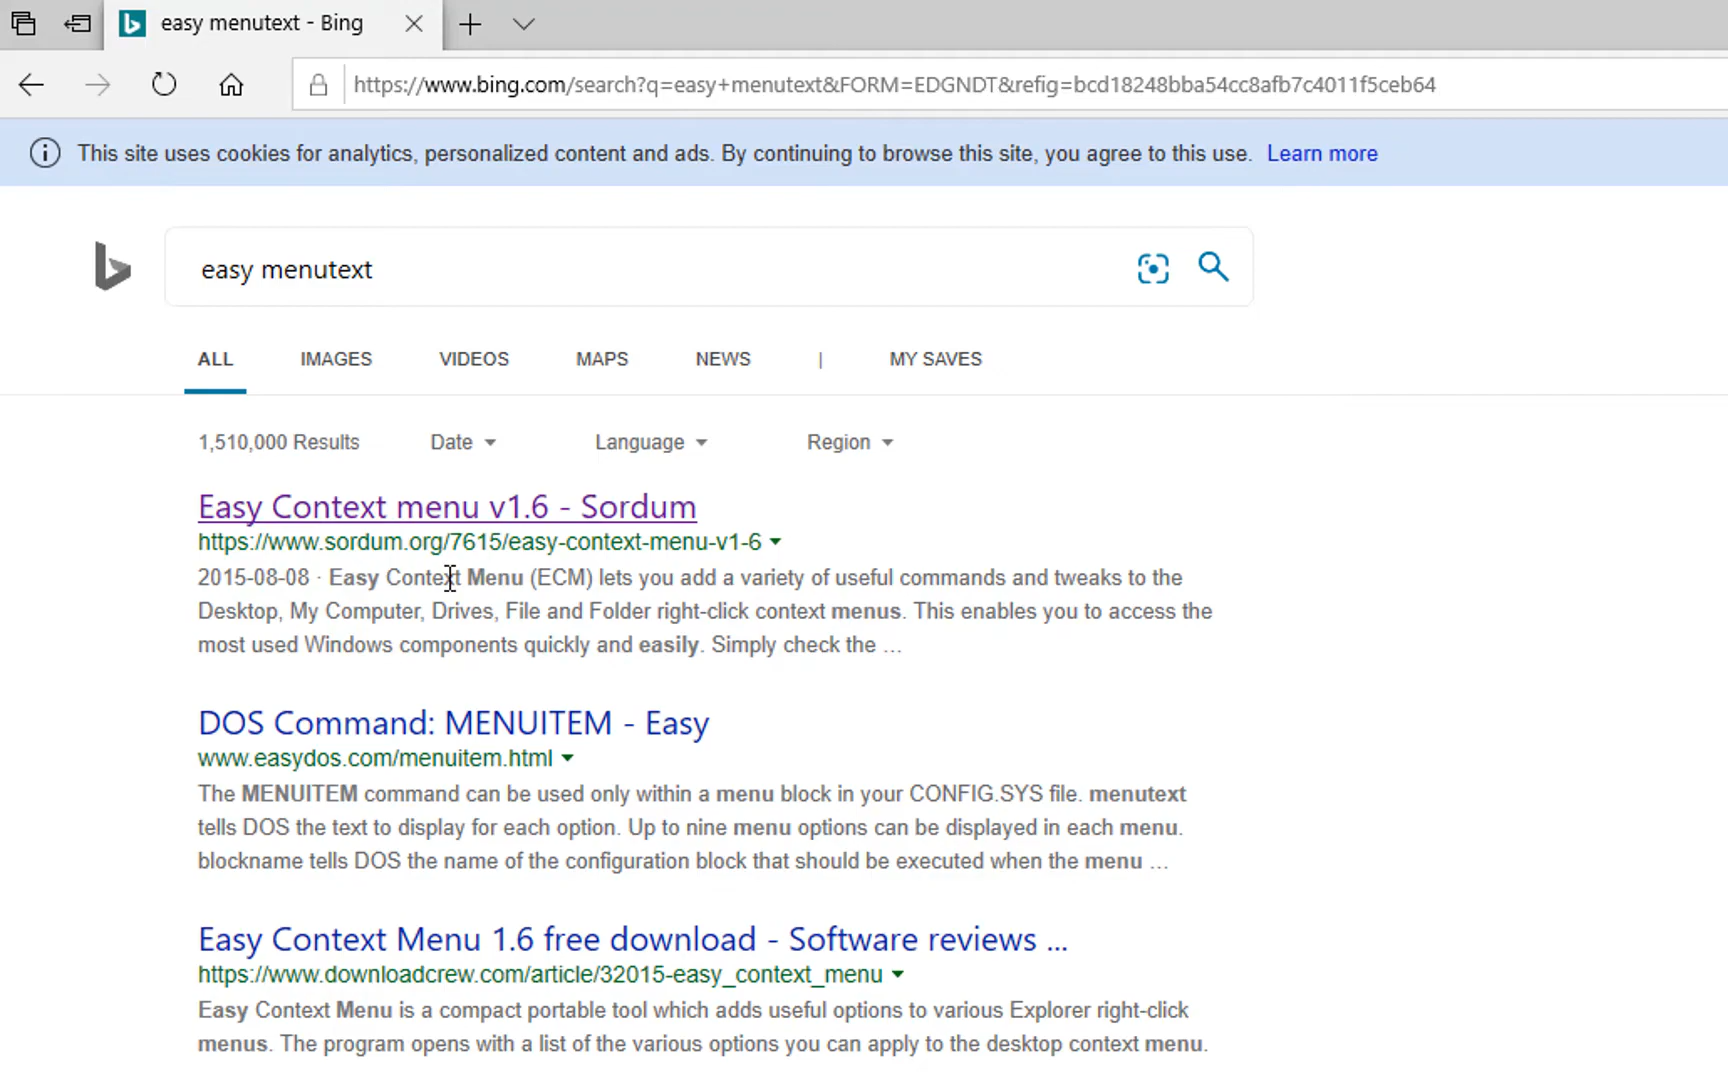 easy menutext - Bing
https://www.bing.com/search?q=easy+menutext&FORM=EDGNDT&refig=bcd18248bba54cc8afb7c4011f5ceb64
This site uses cookies for analytics, personalized content and ads. By continuing to browse this site, you agree to this use. Learn more
easy menutext
ALL IMAGES VIDEOS MAPS NEWS | MY SAVES
1,510,000 Results Date Language Region
Easy Context menu v1.6 - Sordum
https://www.sordum.org/7615/easy-context-menu-v1-6
2015-08-08 · Easy Context Menu (ECM) lets you add a variety of useful commands and tweaks to the
Desktop, My Computer, Drives, File and Folder right-click context menus. This enables you to access the
most used Windows components quickly and easily. Simply check the ...
DOS Command: MENUITEM - Easy
www.easydos.com/menuitem.html
The MENUITEM command can be used only within a menu block in your CONFIG.SYS file. menutext
tells DOS the text to display for each option. Up to nine menu options can be displayed in each menu.
blockname tells DOS the name of the configuration block that should be executed when the menu ...
Easy Context Menu 1.6 free download - Software reviews ...
https://www.downloadcrew.com/article/32015-easy_context_menu
Easy Context Menu is a compact portable tool which adds useful options to various Explorer right-click
menus. The program opens with a list of the various options you can apply to the desktop context menu.